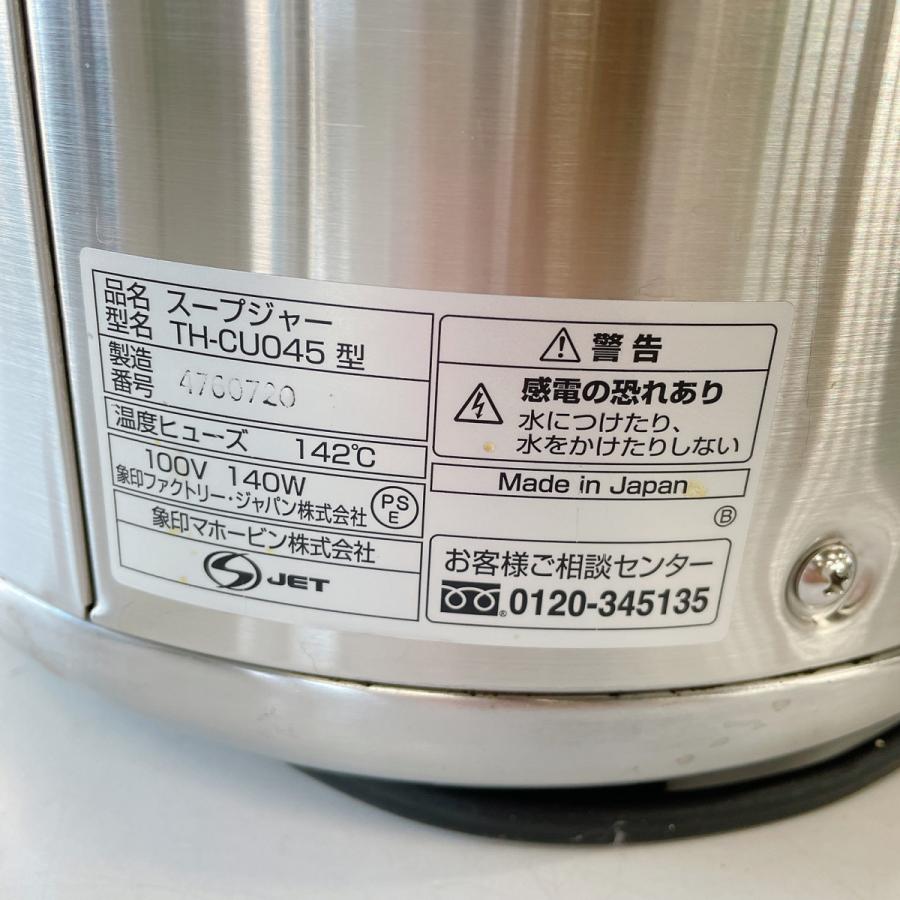 品名 スープジャー
型名 TH-CU045 型
製造
番号 4760720
温度ヒューズ 142℃
100V 140W
象印ファクトリー・ジャパン株式会社
PS
E
象印マホービン株式会社
S JET
警告
感電の恐れあり
水につけたり、
水をかけたりしない
Made in Japan
B
お客様ご相談センター
0120-345135